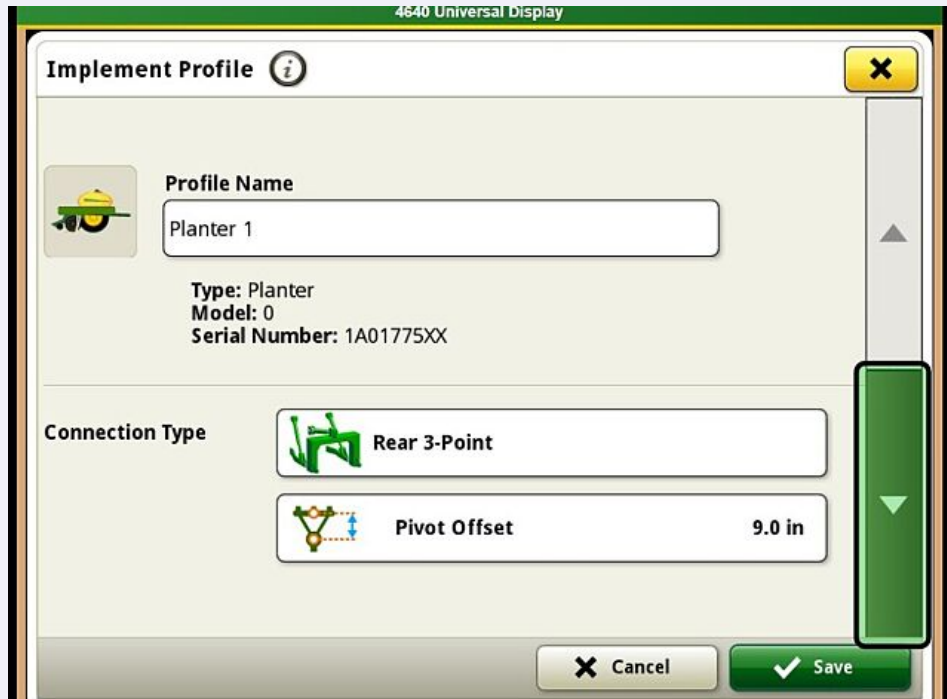 4640 Universal Display
Implement Profile i
Profile Name
Planter 1
Type: Planter
Model: 0
Serial Number: 1A01775XX
Connection Type
Rear 3-Point
Pivot Offset 9.0 in
Cancel Save